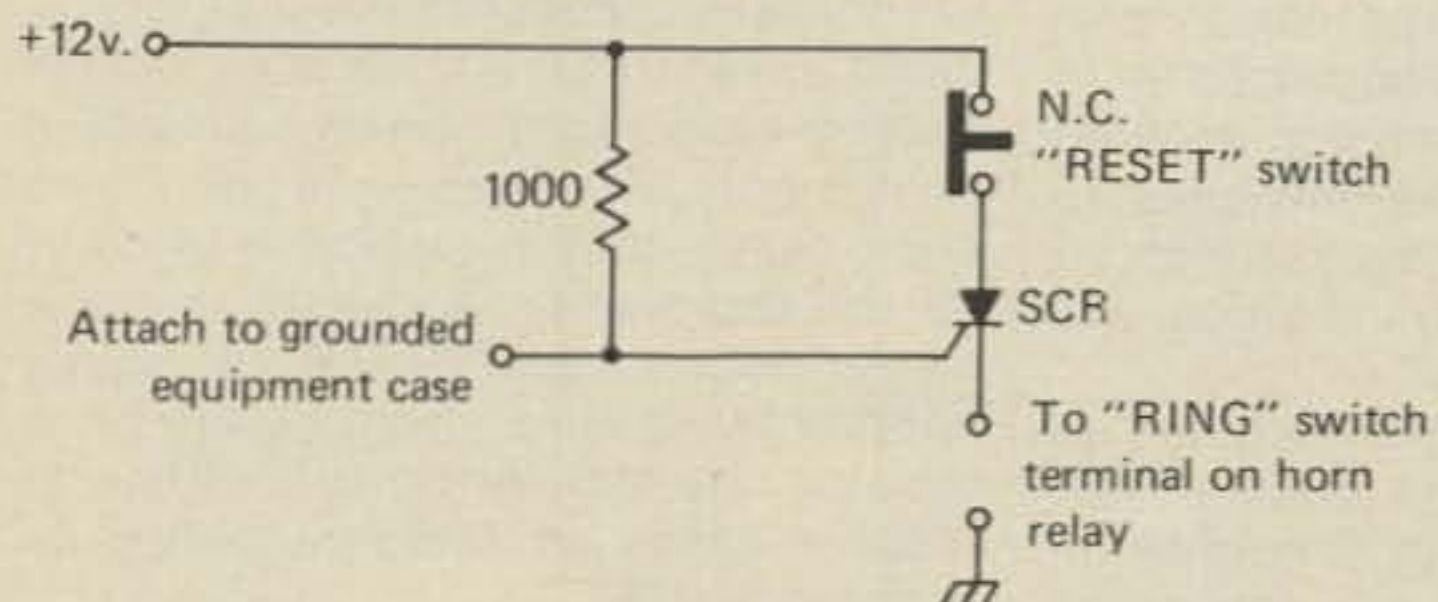 +12v.
N.C.
“RESET” switch
1000
SCR
Attach to grounded
equipment case
To “RING” switch
terminal on horn
relay